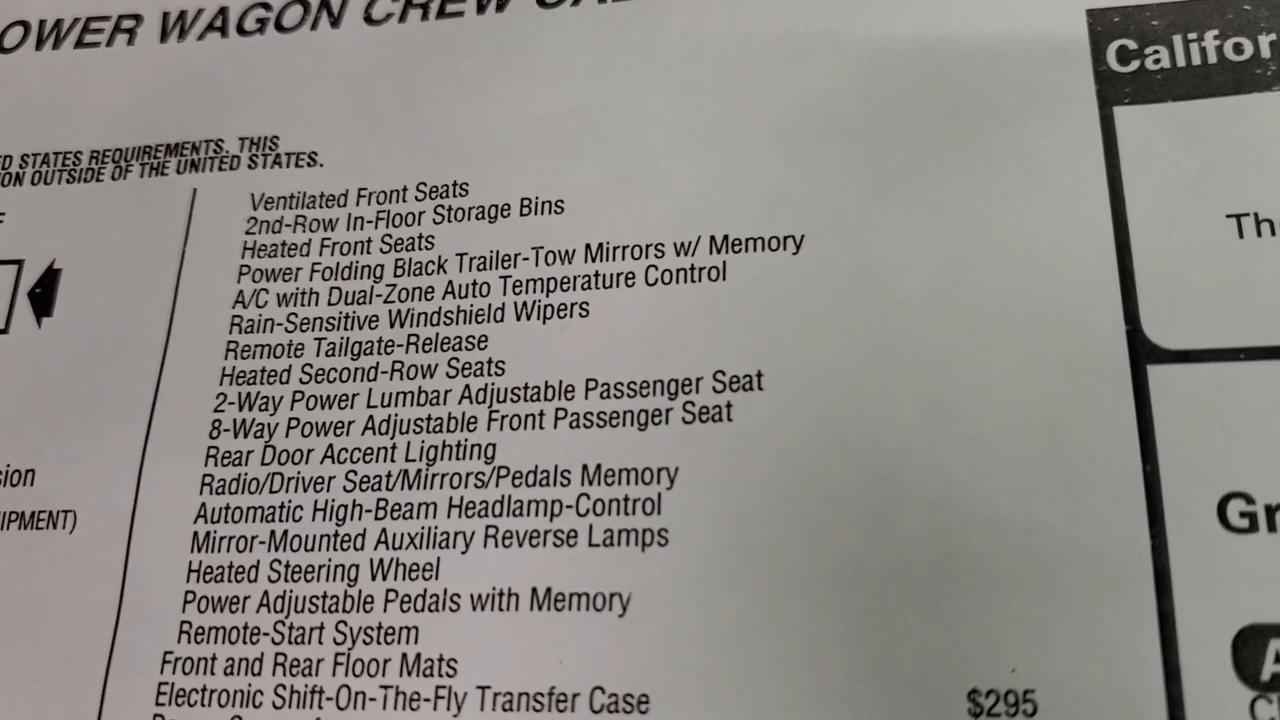 OWER WAGON CREW
Califor
D STATES REQUIREMENTS. THIS
ON OUTSIDE OF THE UNITED STATES.
Ventilated Front Seats
2nd-Row In-Floor Storage Bins
Heated Front Seats
Power Folding Black Trailer-Tow Mirrors w/ Memory
A/C with Dual-Zone Auto Temperature Control
Rain-Sensitive Windshield Wipers
Remote Tailgate-Release
Heated Second-Row Seats
2-Way Power Lumbar Adjustable Passenger Seat
8-Way Power Adjustable Front Passenger Seat
Rear Door Accent Lighting
Radio/Driver Seat/Mirrors/Pedals Memory
Automatic High-Beam Headlamp-Control
Mirror-Mounted Auxiliary Reverse Lamps
Heated Steering Wheel
Power Adjustable Pedals with Memory
Remote-Start System
Front and Rear Floor Mats
Electronic Shift-On-The-Fly Transfer Case $295
sion
IPMENT)
Th
Gr